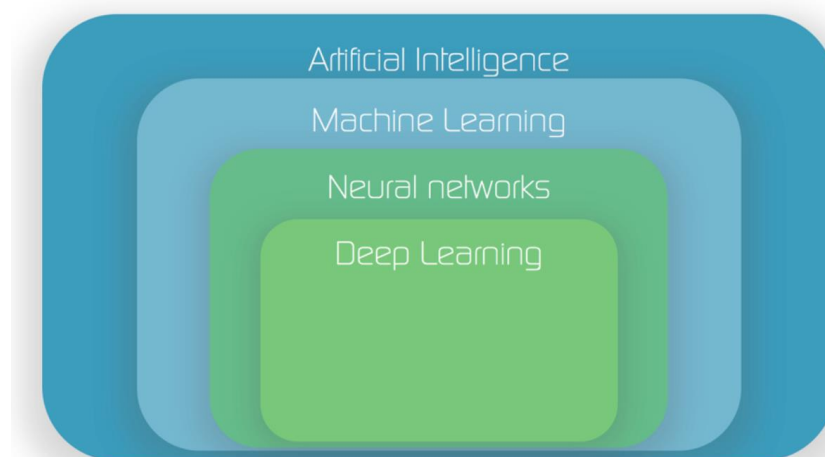 Artificial Intelligence
Machine Learning
Neural networks
Deep Learning